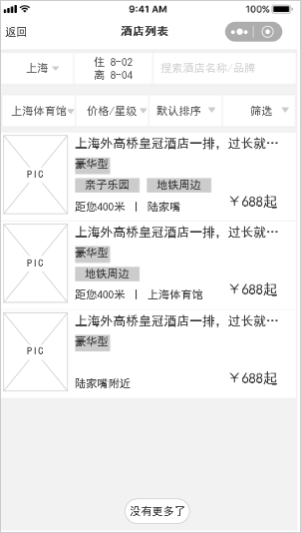 9:41 AM
100%
返回
酒店列表
上海
住 8-02
离 8-04
搜索酒店名称/品牌
上海体育馆
价格/星级
默认排序
筛选
PIC
上海外高桥皇冠酒店一排，过长就…
豪华型
亲子乐园 地铁周边
距您400米 | 陆家嘴
￥688起
PIC
上海外高桥皇冠酒店一排，过长就…
豪华型
地铁周边
距您400米 | 上海体育馆
￥688起
PIC
上海外高桥皇冠酒店一排，过长就…
豪华型
陆家嘴附近
￥688起
没有更多了